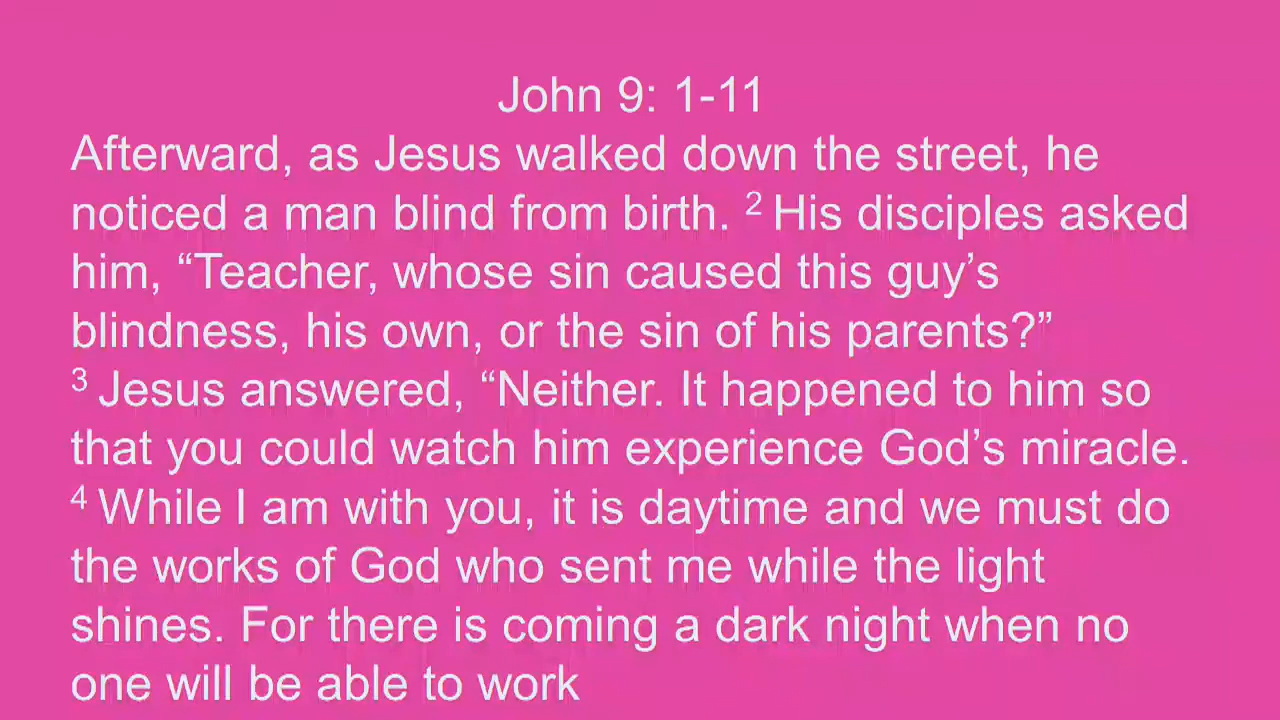 John 9: 1-11
Afterward, as Jesus walked down the street, he
noticed a man blind from birth. ² His disciples asked
him, “Teacher, whose sin caused this guy’s
blindness, his own, or the sin of his parents?”
³ Jesus answered, “Neither. It happened to him so
that you could watch him experience God’s miracle.
⁴ While I am with you, it is daytime and we must do
the works of God who sent me while the light
shines. For there is coming a dark night when no
one will be able to work